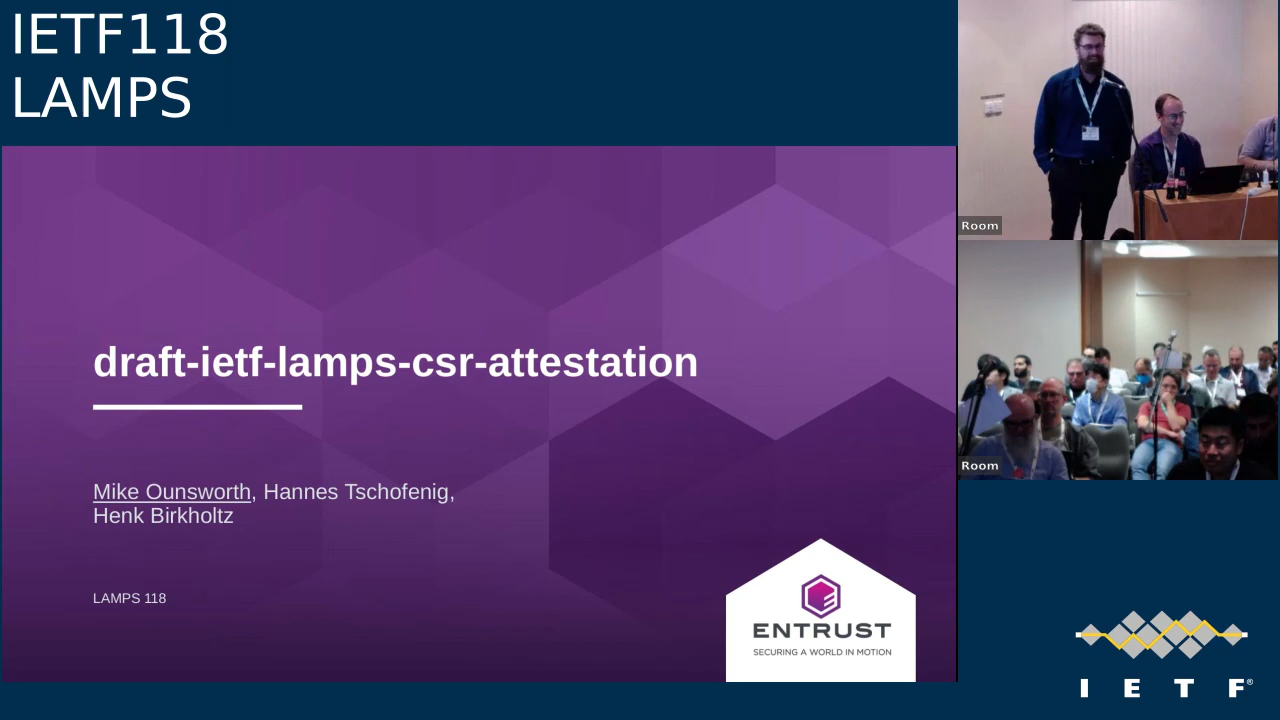 IETF118
LAMPS
draft-ietf-lamps-csr-attestation
Mike Ounsworth, Hannes Tschofenig,
Henk Birkholtz
LAMPS 118
ENTRUST
SECURING A WORLD IN MOTION
Room
Room
I E T F®